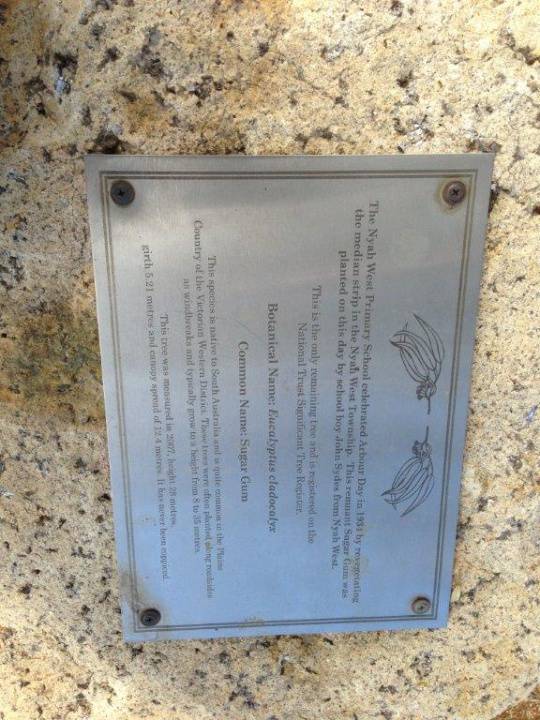 The Nyah West Primary School celebrated Arbour Day in 1934 by revegetating
the median strip in the Nyah West Township. This remnant Sugar Gum was
planted on this day by school boy John Sydes from Nyah West.
This is the only remaining tree and is registered on the
National Trust Significant Tree Register.
Botanical Name: Eucalyptus cladocalyx
Common Name: Sugar Gum
This species is native to South Australia and is quite common in the Plains
Country of the Victorian Western District. These trees were often planted along roadsides
as windbreaks and typically grow to a height from 8 to 35 metres.
This tree was measured in 2007, height 28 metres,
girth 5.21 metres and canopy spread of 12.4 metres. It has never been coppiced.